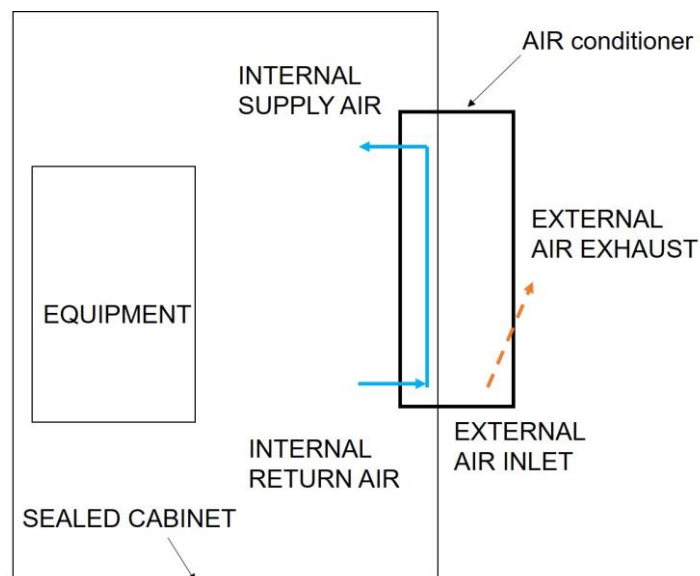 AIR conditioner
INTERNAL
SUPPLY AIR
EXTERNAL
AIR EXHAUST
EQUIPMENT
INTERNAL
RETURN AIR
EXTERNAL
AIR INLET
SEALED CABINET